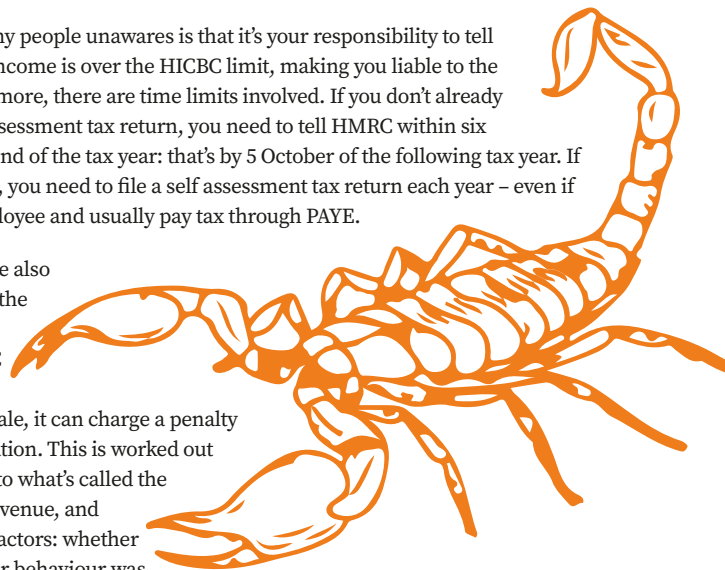 ny people unawares is that it's your responsibility to tell
ncome is over the HICBC limit, making you liable to the
more, there are time limits involved. If you don't already
ssessment tax return, you need to tell HMRC within six
nd of the tax year: that's by 5 October of the following tax year. If
, you need to file a self assessment tax return each year – even if
ployee and usually pay tax through PAYE.
e also
the
ale, it can charge a penalty
tion. This is worked out
to what's called the
venue, and
actors: whether
r behaviour was